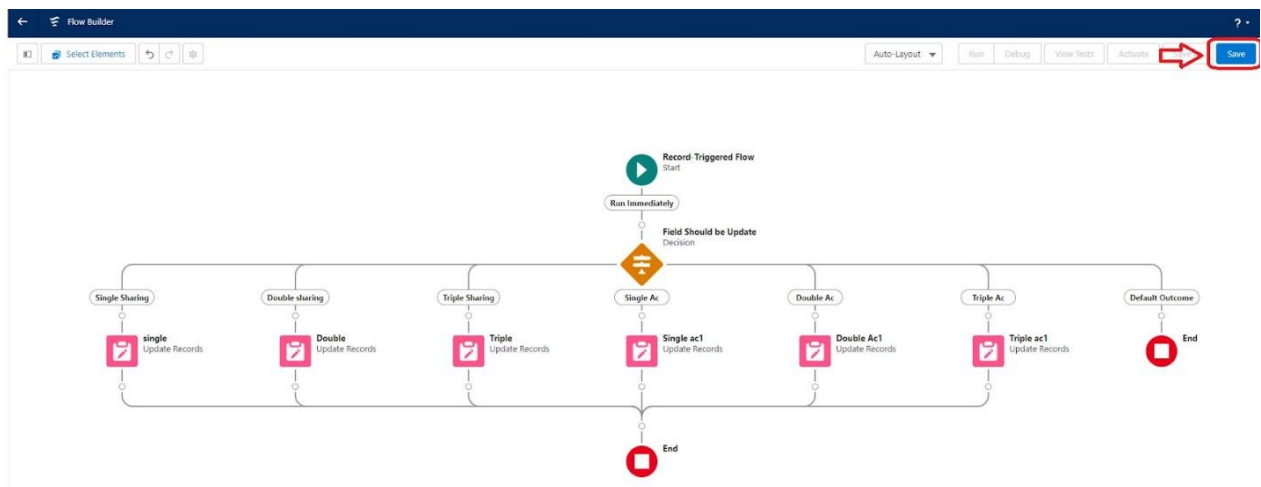 Flow Builder
?
Select Elements
Auto-Layout
Run
Debug
View Tests
Activate
Save
Record-Triggered Flow
Start
Run Immediately
Field Should be Update
Decision
Single Sharing
Double sharing
Triple Sharing
Single Ac
Double Ac
Triple Ac
Default Outcome
single
Update Records
Double
Update Records
Triple
Update Records
Single ac1
Update Records
Double Ac1
Update Records
Triple ac1
Update Records
End
End